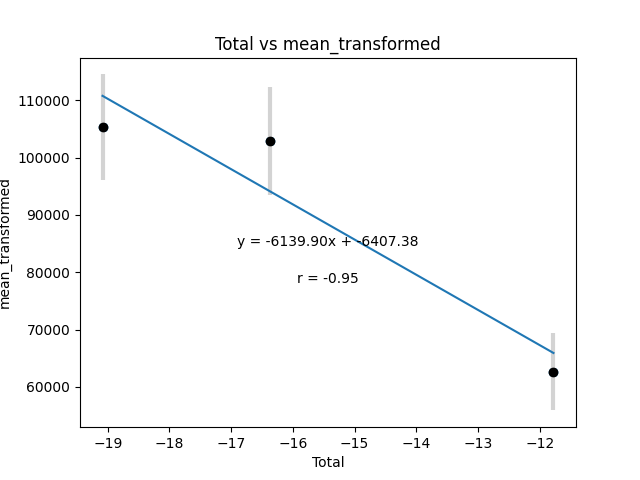 Total vs mean_transformed
mean_transformed
110000
100000
90000
80000
70000
60000
y = -6139.90x + -6407.38
r = -0.95
−19 −18 −17 −16 −15 −14 −13 −12
Total